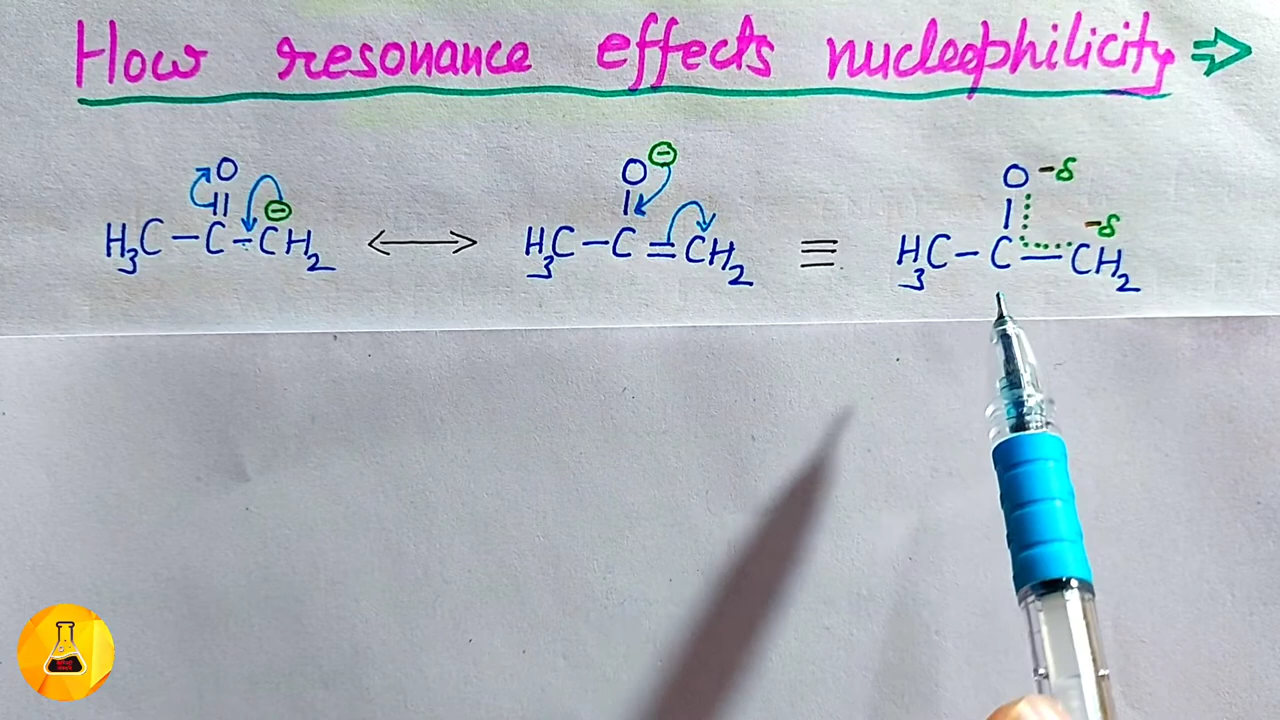 How resonance effects nucleophilicity ⇒
O O ⊖ O -δ
|| ⊖ | | -δ
H₃C – C – CH₂ ⟷ H₃C – C = CH₂ ≡ H₃C – C – CH₂